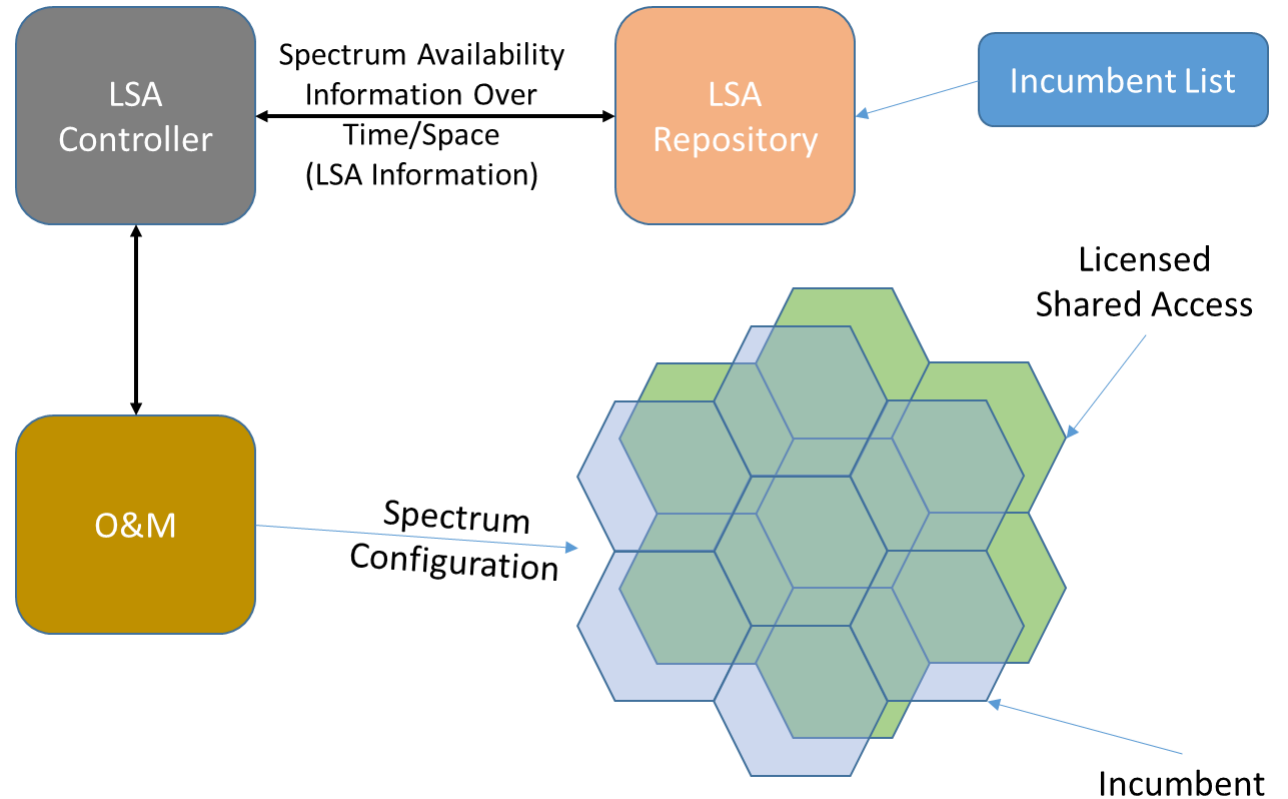 LSA
Controller
Spectrum Availability
Information Over
Time/Space
(LSA Information)
LSA
Repository
Incumbent List
Licensed
Shared Access
O&M
Spectrum
Configuration
Incumbent